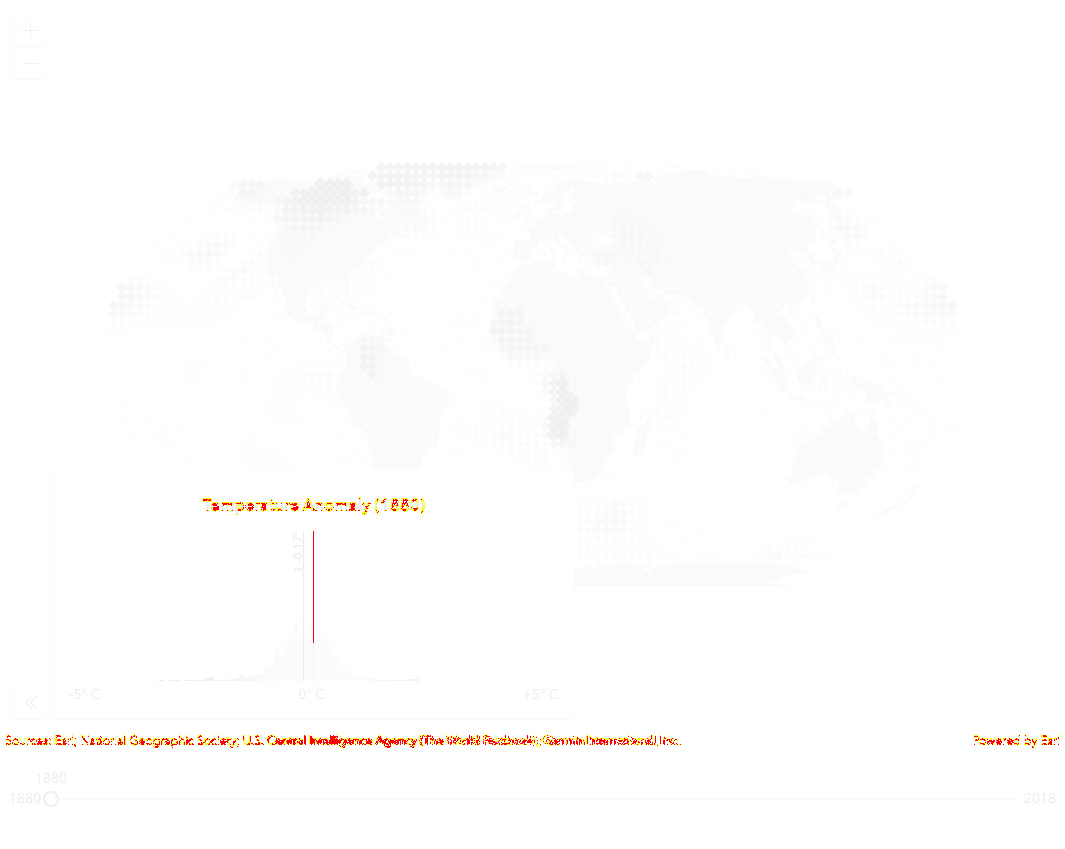 Temperature Anomaly (1880)
x̄ -0.17°
-5° C 0° C +5° C
Sources: Esri; National Geographic Society; U.S. Central Intelligence Agency (The World Factbook); Garmin International, Inc.
Powered by Esri
1880
1880 2018